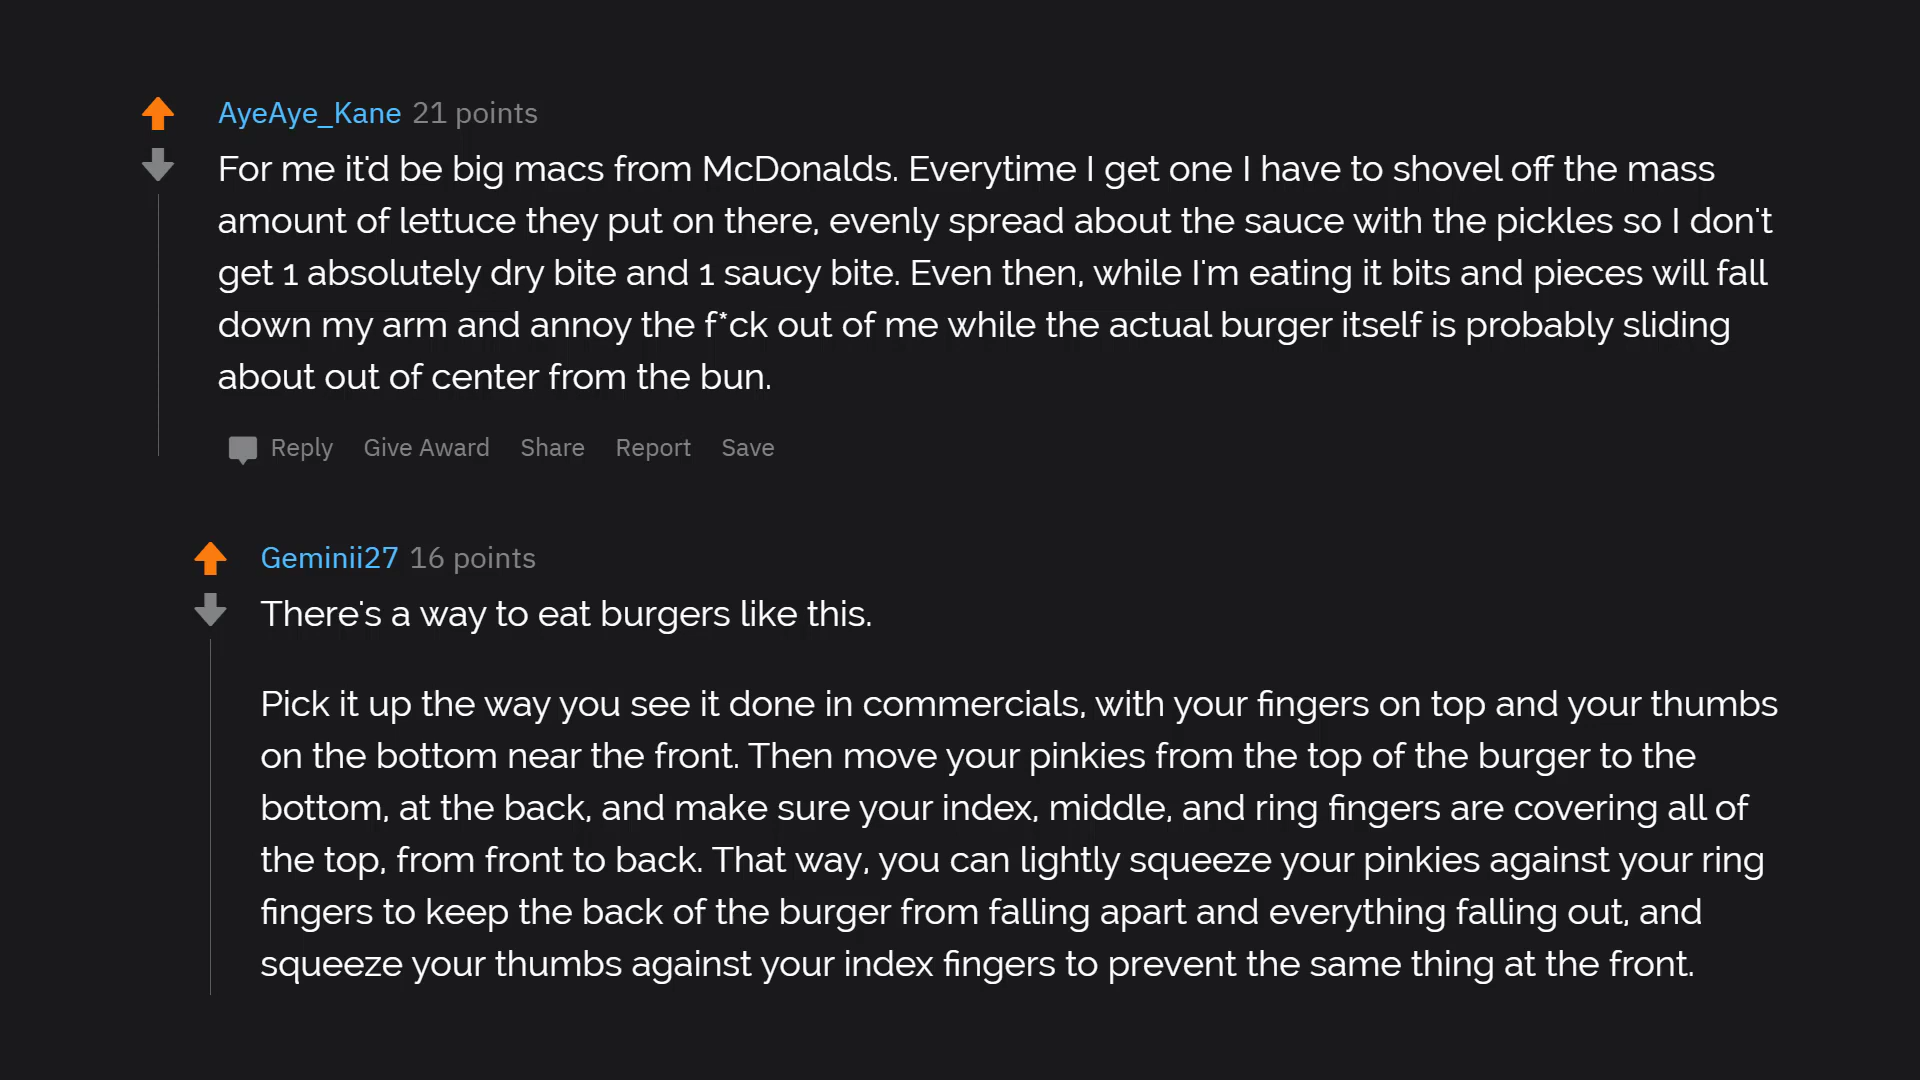 AyeAye_Kane 21 points
For me it'd be big macs from McDonalds. Everytime I get one I have to shovel off the mass
amount of lettuce they put on there, evenly spread about the sauce with the pickles so I don't
get 1 absolutely dry bite and 1 saucy bite. Even then, while I'm eating it bits and pieces will fall
down my arm and annoy the f*ck out of me while the actual burger itself is probably sliding
about out of center from the bun.
Reply Give Award Share Report Save
Geminii27 16 points
There's a way to eat burgers like this.
Pick it up the way you see it done in commercials, with your fingers on top and your thumbs
on the bottom near the front. Then move your pinkies from the top of the burger to the
bottom, at the back, and make sure your index, middle, and ring fingers are covering all of
the top, from front to back. That way, you can lightly squeeze your pinkies against your ring
fingers to keep the back of the burger from falling apart and everything falling out, and
squeeze your thumbs against your index fingers to prevent the same thing at the front.